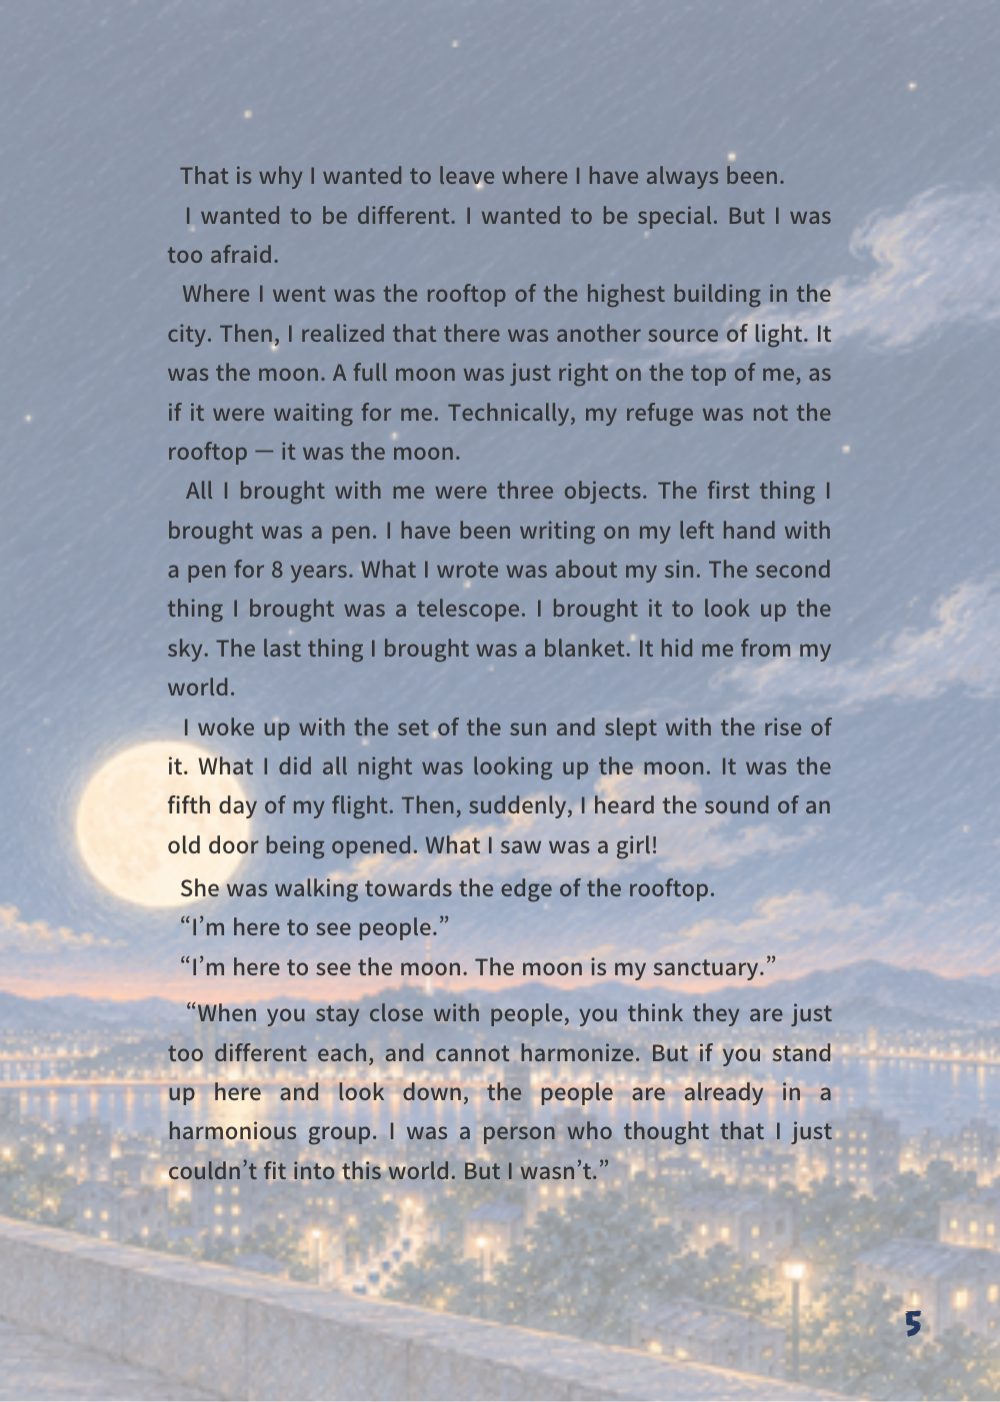 That is why I wanted to leave where I have always been.
I wanted to be different. I wanted to be special. But I was
too afraid.
Where I went was the rooftop of the highest building in the
city. Then, I realized that there was another source of light. It
was the moon. A full moon was just right on the top of me, as
if it were waiting for me. Technically, my refuge was not the
rooftop — it was the moon.
All I brought with me were three objects. The first thing I
brought was a pen. I have been writing on my left hand with
a pen for 8 years. What I wrote was about my sin. The second
thing I brought was a telescope. I brought it to look up the
sky. The last thing I brought was a blanket. It hid me from my
world.
I woke up with the set of the sun and slept with the rise of
it. What I did all night was looking up the moon. It was the
fifth day of my flight. Then, suddenly, I heard the sound of an
old door being opened. What I saw was a girl!
She was walking towards the edge of the rooftop.
“I’m here to see people.”
“I’m here to see the moon. The moon is my sanctuary.”
“When you stay close with people, you think they are just
too different each, and cannot harmonize. But if you stand
up here and look down, the people are already in a
harmonious group. I was a person who thought that I just
couldn’t fit into this world. But I wasn’t.”
5